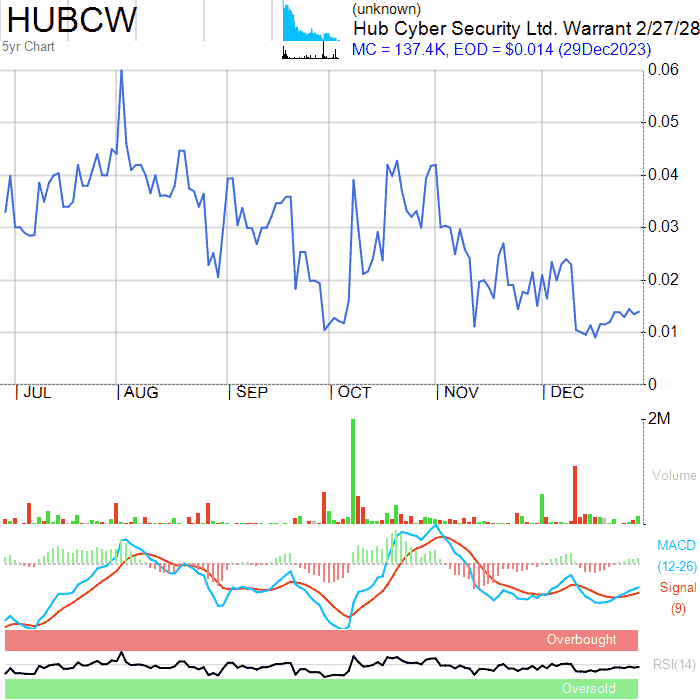 HUBCW
5yr Chart
(unknown)
Hub Cyber Security Ltd. Warrant 2/27/28
MC = 137.4K, EOD = $0.014 (29Dec2023)
0.06
0.05
0.04
0.03
0.02
0.01
0
JUL AUG SEP OCT NOV DEC
2M
Volume
MACD
(12-26)
Signal
(9)
Overbought
RSI(14)
Oversold